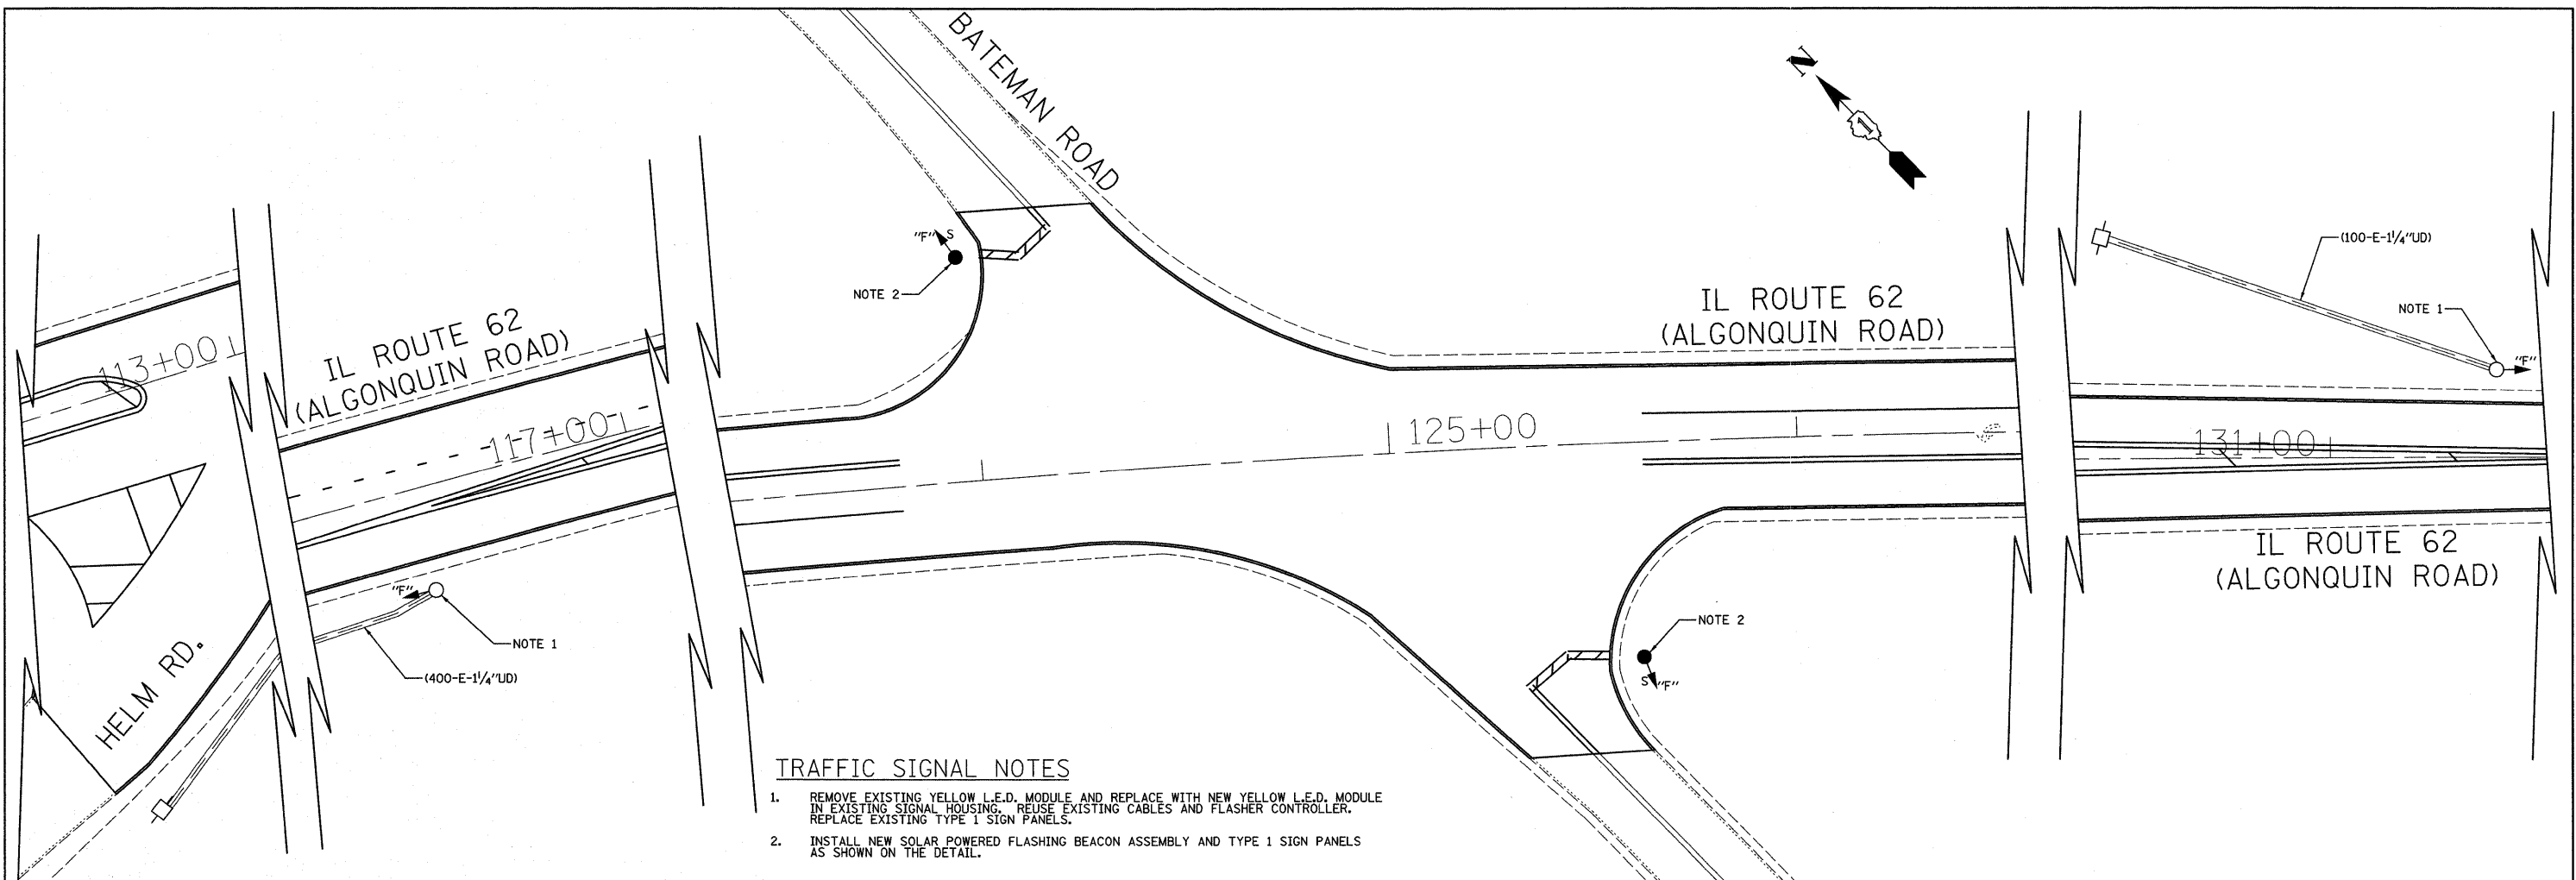 BATEMAN ROAD
N
"F" S
NOTE 2
(100-E-1¼"UD)
NOTE 1
"F"
IL ROUTE 62
(ALGONQUIN ROAD)
IL ROUTE 62
(ALGONQUIN ROAD)
113+00
117+00
125+00
131+00
IL ROUTE 62
(ALGONQUIN ROAD)
"F"
NOTE 1
(400-E-1¼"UD)
HELM RD.
NOTE 2
S "F"
TRAFFIC SIGNAL NOTES
1. REMOVE EXISTING YELLOW L.E.D. MODULE AND REPLACE WITH NEW YELLOW L.E.D. MODULE
IN EXISTING SIGNAL HOUSING. REUSE EXISTING CABLES AND FLASHER CONTROLLER.
REPLACE EXISTING TYPE 1 SIGN PANELS.
2. INSTALL NEW SOLAR POWERED FLASHING BEACON ASSEMBLY AND TYPE 1 SIGN PANELS
AS SHOWN ON THE DETAIL.